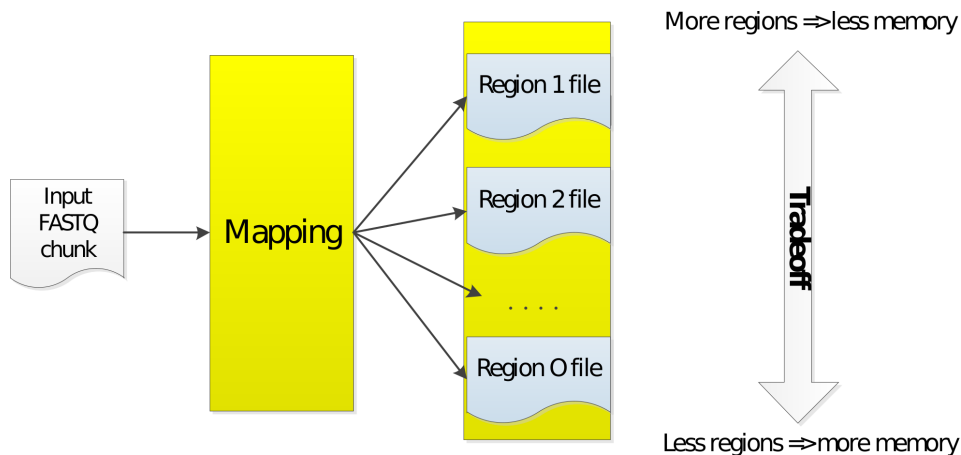 Input
FASTQ
chunk
Mapping
Region 1 file
Region 2 file
. . . .
Region O file
More regions => less memory
Tradeoff
Less regions => more memory